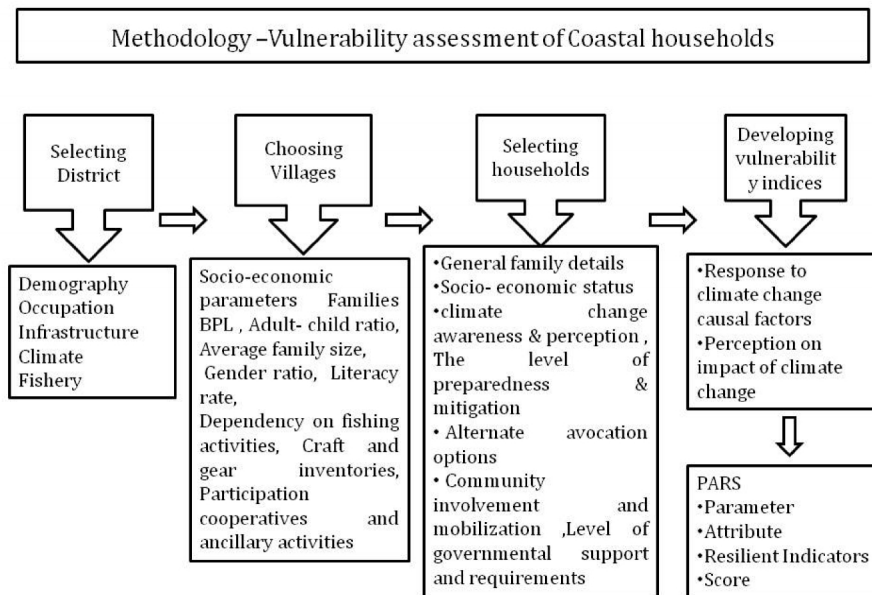 Methodology –Vulnerability assessment of Coastal households
Selecting
District
Choosing
Villages
Selecting
households
Developing
vulnerabilit
y indices
Demography
Occupation
Infrastructure
Climate
Fishery
Socio-economic
parameters Families
BPL , Adult- child ratio,
Average family size,
Gender ratio, Literacy
rate,
Dependency on fishing
activities, Craft and
gear inventories,
Participation
cooperatives and
ancillary activities
•General family details
•Socio- economic status
•climate change
awareness & perception ,
The level of
preparedness &
mitigation
• Alternate avocation
options
• Community
involvement and
mobilization ,Level of
governmental support
and requirements
•Response to
climate change
causal factors
•Perception on
impact of climate
change
PARS
•Parameter
•Attribute
•Resilient Indicators
•Score